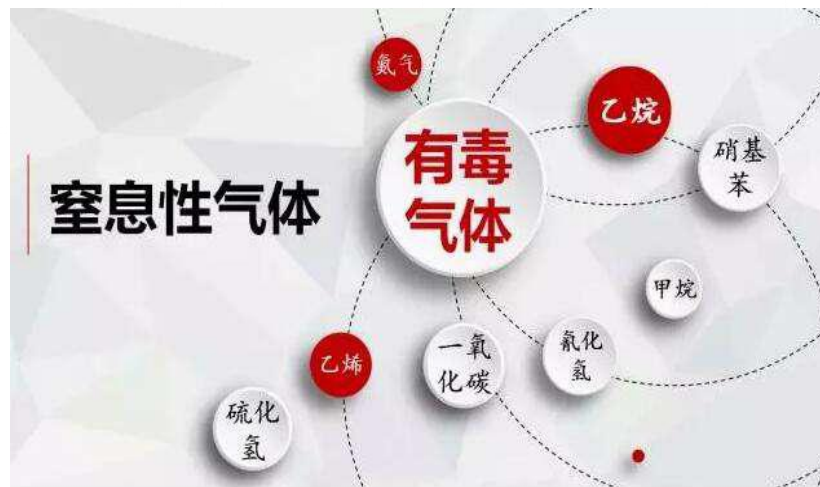 窒息性气体
有毒
气体
氨气
乙烷
硝基
苯
甲烷
氰化
氢
一氧
化碳
乙烯
硫化
氢